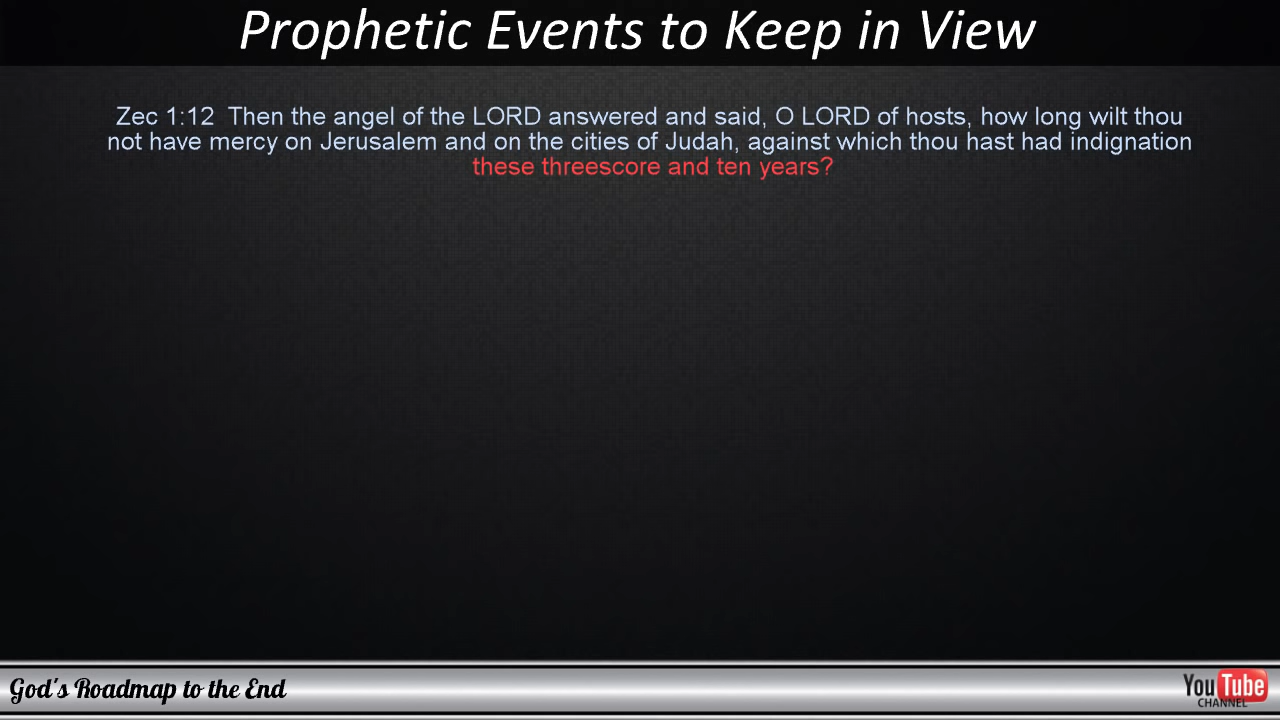 Prophetic Events to Keep in View
Zec 1:12  Then the angel of the LORD answered and said, O LORD of hosts, how long wilt thou
not have mercy on Jerusalem and on the cities of Judah, against which thou hast had indignation
these threescore and ten years?
God's Roadmap to the End
YouTube
CHANNEL